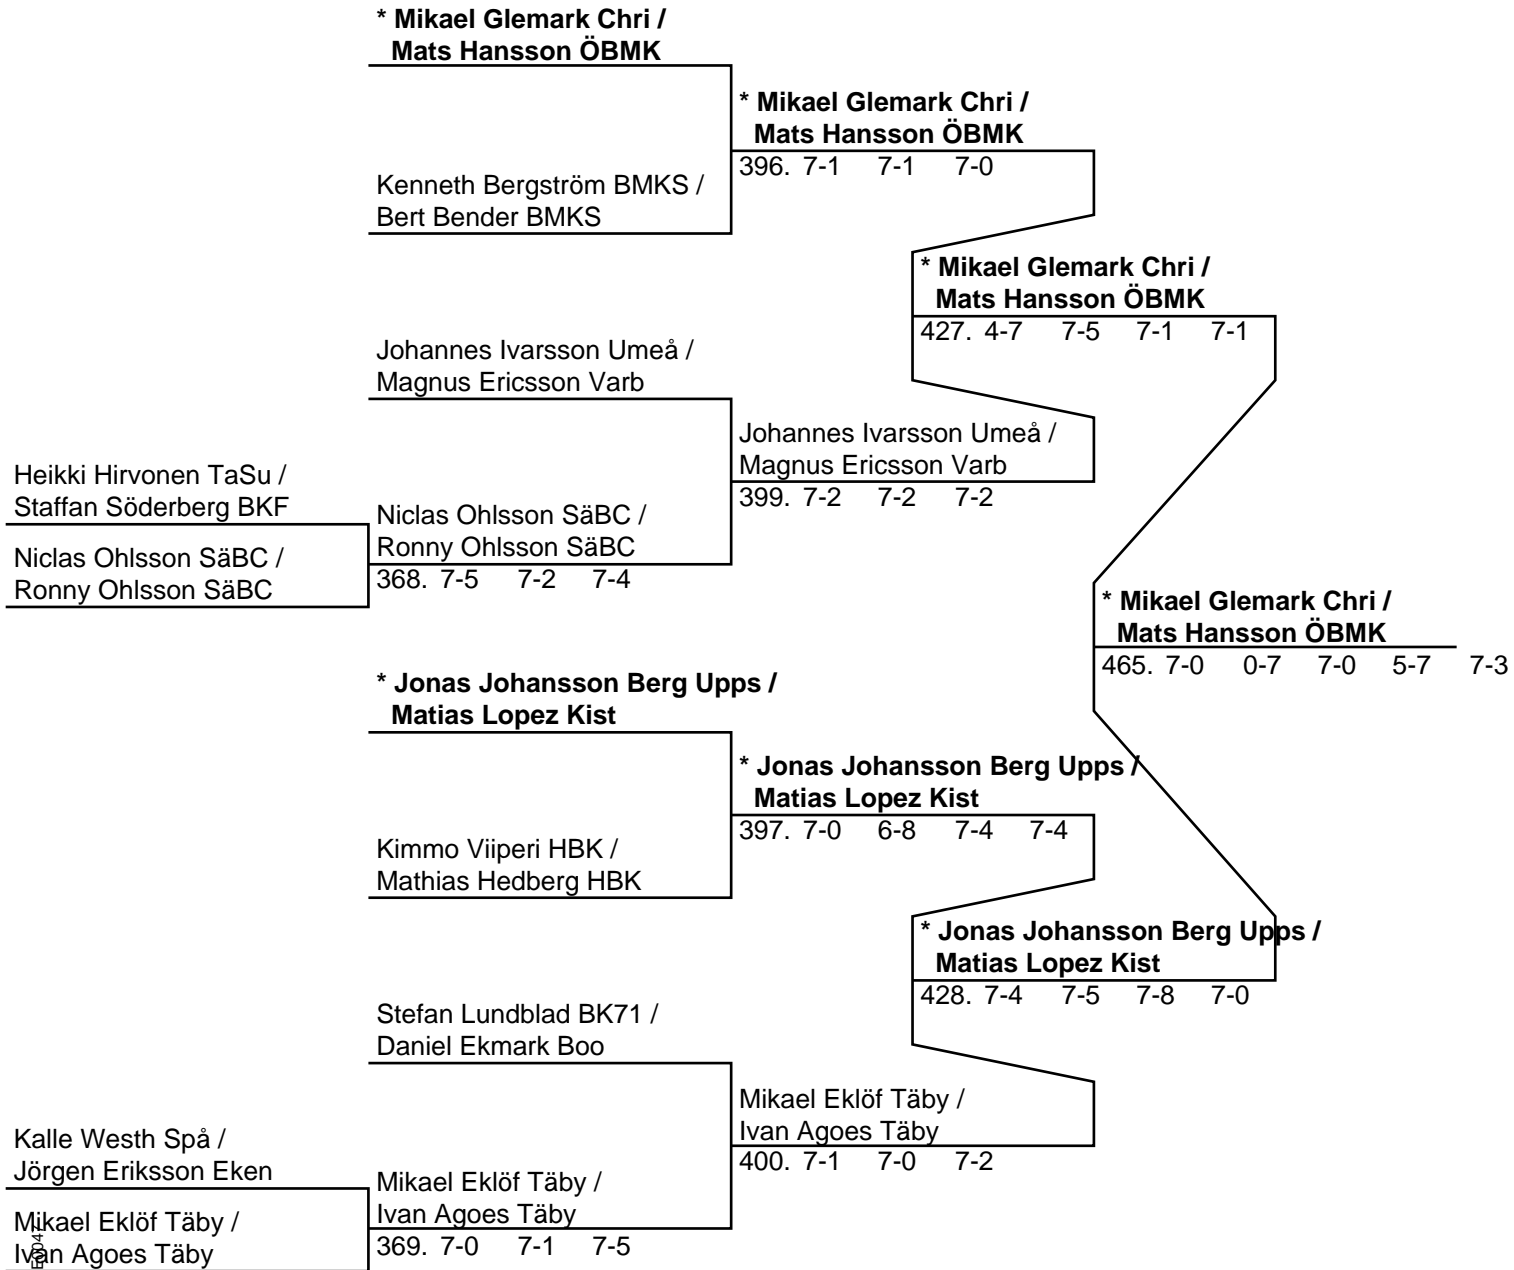 * Mikael Glemark Chri /
Mats Hansson ÖBMK
* Mikael Glemark Chri /
Mats Hansson ÖBMK
396. 7-1 7-1 7-0
Kenneth Bergström BMKS /
Bert Bender BMKS
* Mikael Glemark Chri /
Mats Hansson ÖBMK
427. 4-7 7-5 7-1 7-1
Johannes Ivarsson Umeå /
Magnus Ericsson Varb
Johannes Ivarsson Umeå /
Magnus Ericsson Varb
399. 7-2 7-2 7-2
Heikki Hirvonen TaSu /
Staffan Söderberg BKF
Niclas Ohlsson SäBC /
Ronny Ohlsson SäBC
368. 7-5 7-2 7-4
Niclas Ohlsson SäBC /
Ronny Ohlsson SäBC
* Mikael Glemark Chri /
Mats Hansson ÖBMK
465. 7-0 0-7 7-0 5-7 7-3
* Jonas Johansson Berg Upps /
Matias Lopez Kist
* Jonas Johansson Berg Upps /
Matias Lopez Kist
397. 7-0 6-8 7-4 7-4
Kimmo Viiperi HBK /
Mathias Hedberg HBK
* Jonas Johansson Berg Upps /
Matias Lopez Kist
428. 7-4 7-5 7-8 7-0
Stefan Lundblad BK71 /
Daniel Ekmark Boo
Mikael Eklöf Täby /
Ivan Agoes Täby
400. 7-1 7-0 7-2
Kalle Westh Spå /
Jörgen Eriksson Eken
Mikael Eklöf Täby /
Ivan Agoes Täby
369. 7-0 7-1 7-5
Mikael Eklöf Täby /
Ivan Agoes Täby